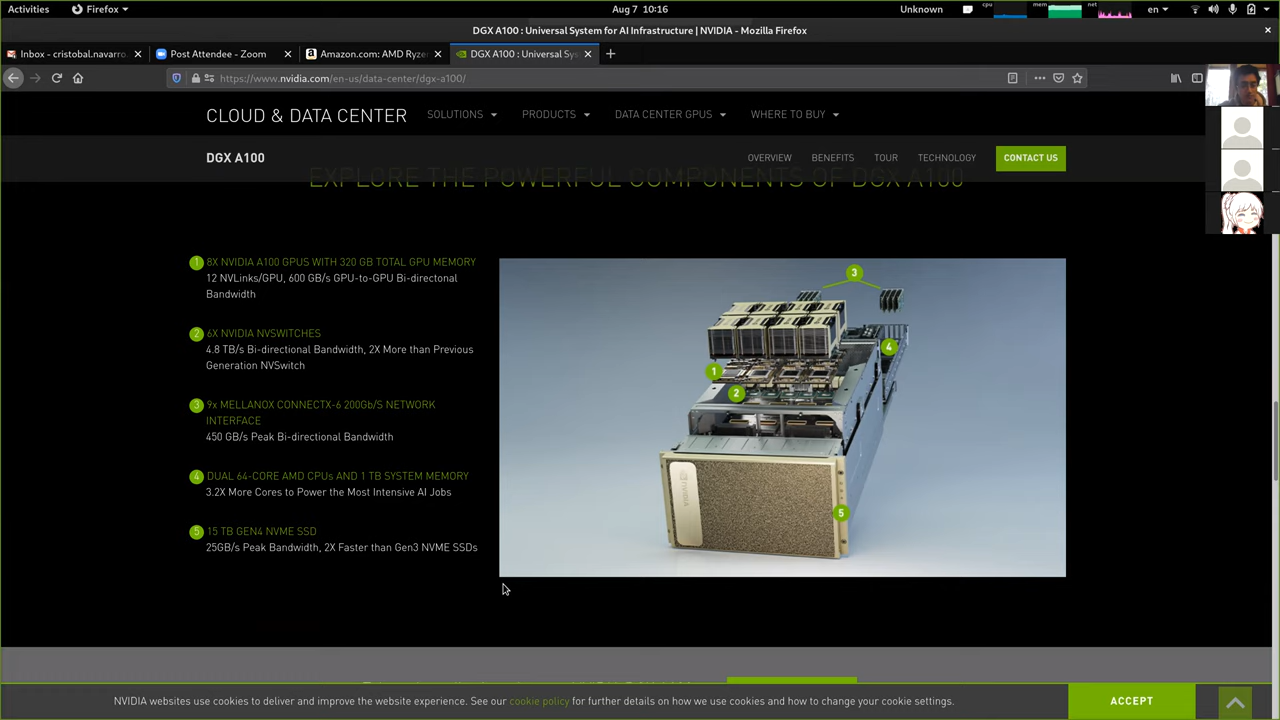 Activities
Firefox
Aug 7 10:16
Unknown
cpu
mem
net
en
DGX A100 : Universal System for AI Infrastructure | NVIDIA - Mozilla Firefox
Inbox - cristobal.navarro.
Post Attendee - Zoom
Amazon.com: AMD Ryze
DGX A100 : Universal Sys
https://www.nvidia.com/en-us/data-center/dgx-a100/
CLOUD & DATA CENTER
SOLUTIONS
PRODUCTS
DATA CENTER GPUS
WHERE TO BUY
DGX A100
OVERVIEW
BENEFITS
TOUR
TECHNOLOGY
CONTACT US
EXPLORE THE POWERFUL COMPONENTS OF DGX A100
1 8X NVIDIA A100 GPUS WITH 320 GB TOTAL GPU MEMORY
12 NVLinks/GPU, 600 GB/s GPU-to-GPU Bi-directonal
Bandwidth
2 6X NVIDIA NVSWITCHES
4.8 TB/s Bi-directional Bandwidth, 2X More than Previous
Generation NVSwitch
3 9x MELLANOX CONNECTX-6 200Gb/S NETWORK
INTERFACE
450 GB/s Peak Bi-directional Bandwidth
4 DUAL 64-CORE AMD CPUs AND 1 TB SYSTEM MEMORY
3.2X More Cores to Power the Most Intensive AI Jobs
5 15 TB GEN4 NVME SSD
25GB/s Peak Bandwidth, 2X Faster than Gen3 NVME SSDs
3
4
1
2
5
NVIDIA
NVIDIA websites use cookies to deliver and improve the website experience. See our cookie policy for further details on how we use cookies and how to change your cookie settings.
ACCEPT